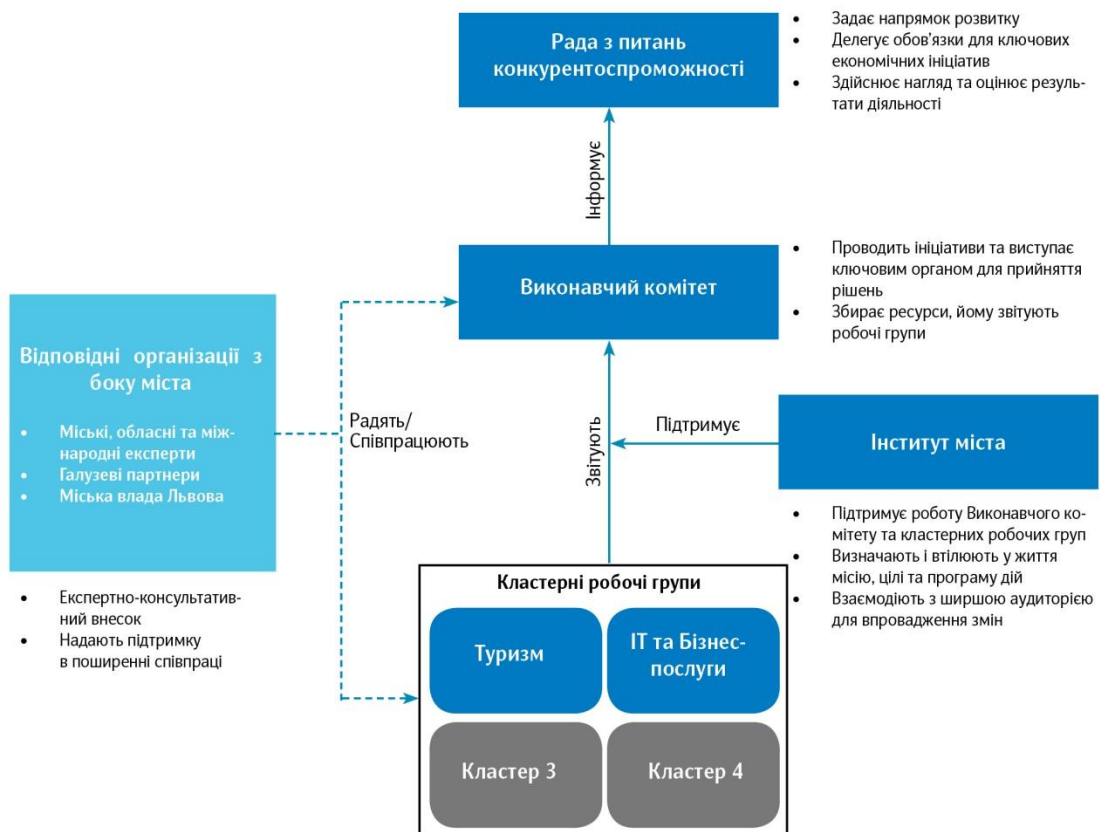 Рада з питань
конкурентоспроможності
• Задає напрямок розвитку
• Делегує обов’язки для ключових
економічних ініціатив
• Здійснює нагляд та оцінює резуль-
тати діяльності
Інформує
Виконавчий комітет
• Проводить ініціативи та виступає
ключовим органом для прийняття
рішень
• Збирає ресурси, йому звітують
робочі групи
Відповідні організації з
боку міста
• Міські, обласні та між-
народні експерти
• Галузеві партнери
• Міська влада Львова
• Експертно-консультатив-
ний внесок
• Надають підтримку
в поширенні співпраці
Радять/
Співпрацюють
Звітують
Підтримує
Інститут міста
• Підтримує роботу Виконавчого ко-
мітету та кластерних робочих груп
• Визначають і втілюють у життя
місію, цілі та програму дій
• Взаємодіють з ширшою аудиторією
для впровадження змін
Кластерні робочі групи
Туризм
ІТ та Бізнес-
послуги
Кластер 3
Кластер 4